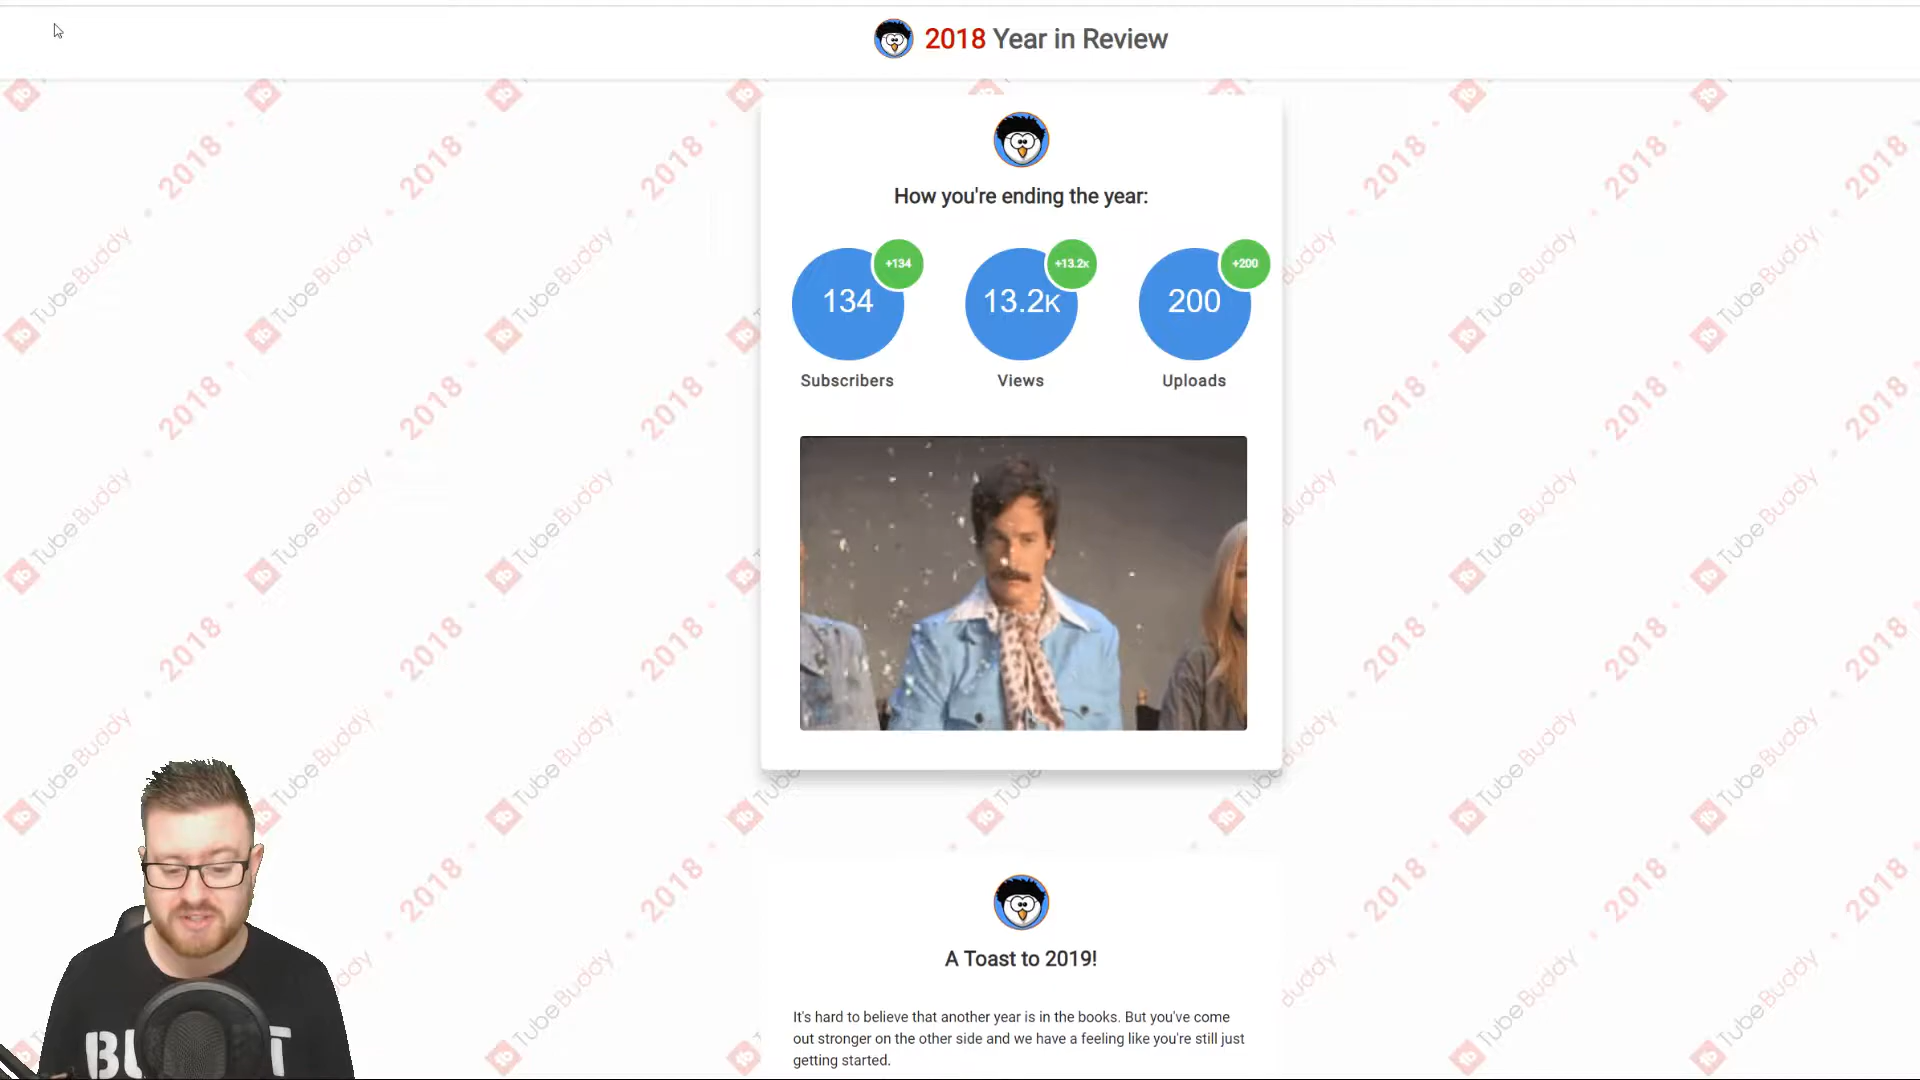 2018 Year in Review
How you're ending the year:
134
+134
Subscribers
13.2K
+13.2K
Views
200
+200
Uploads
A Toast to 2019!
It's hard to believe that another year is in the books. But you've come
out stronger on the other side and we have a feeling like you're still just
getting started.
TubeBuddy • 2018